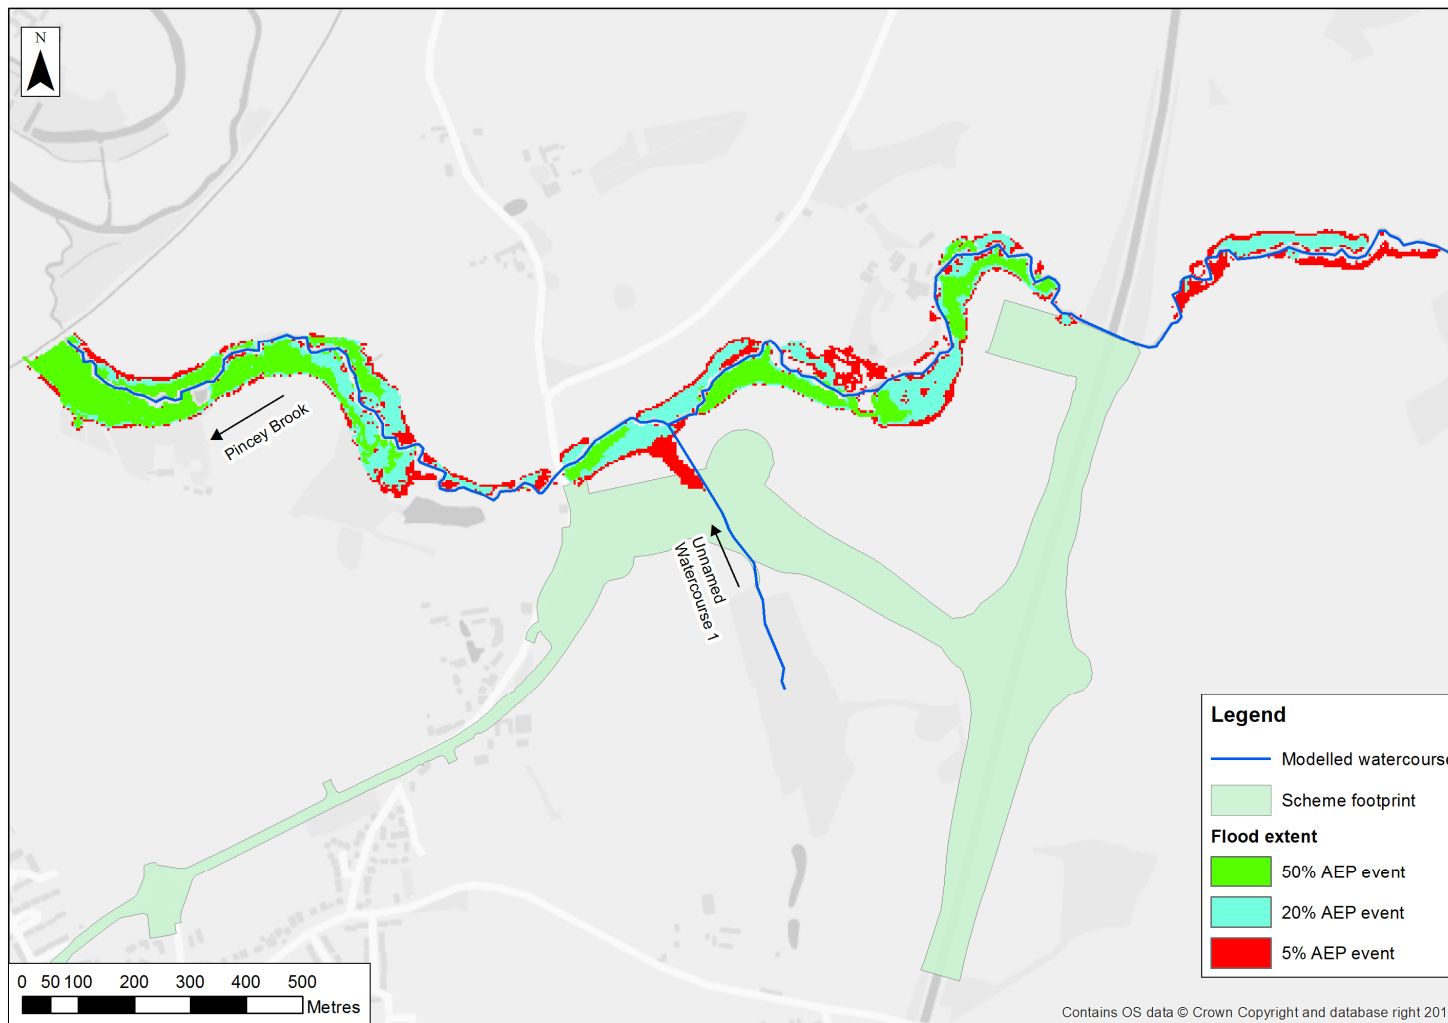 N
Pincey Brook
Unnamed
Watercourse 1
Legend
Modelled watercourse
Scheme footprint
Flood extent
50% AEP event
20% AEP event
5% AEP event
0 50 100 200 300 400 500
Metres
Contains OS data © Crown Copyright and database right 201